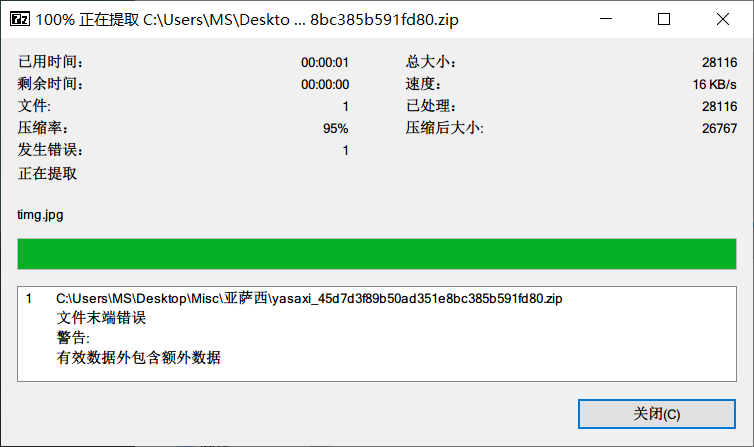 7z 100% 正在提取 C:\Users\MS\Deskto ... 8bc385b591fd80.zip
已用时间: 00:00:01 总大小: 28116
剩余时间: 00:00:00 速度: 16 KB/s
文件: 1 已处理: 28116
压缩率: 95% 压缩后大小: 26767
发生错误: 1
正在提取
timg.jpg
1 C:\Users\MS\Desktop\Misc\亚萨西\yasaxi_45d7d3f89b50ad351e8bc385b591fd80.zip
文件末端错误
警告:
有效数据外包含额外数据
关闭(C)